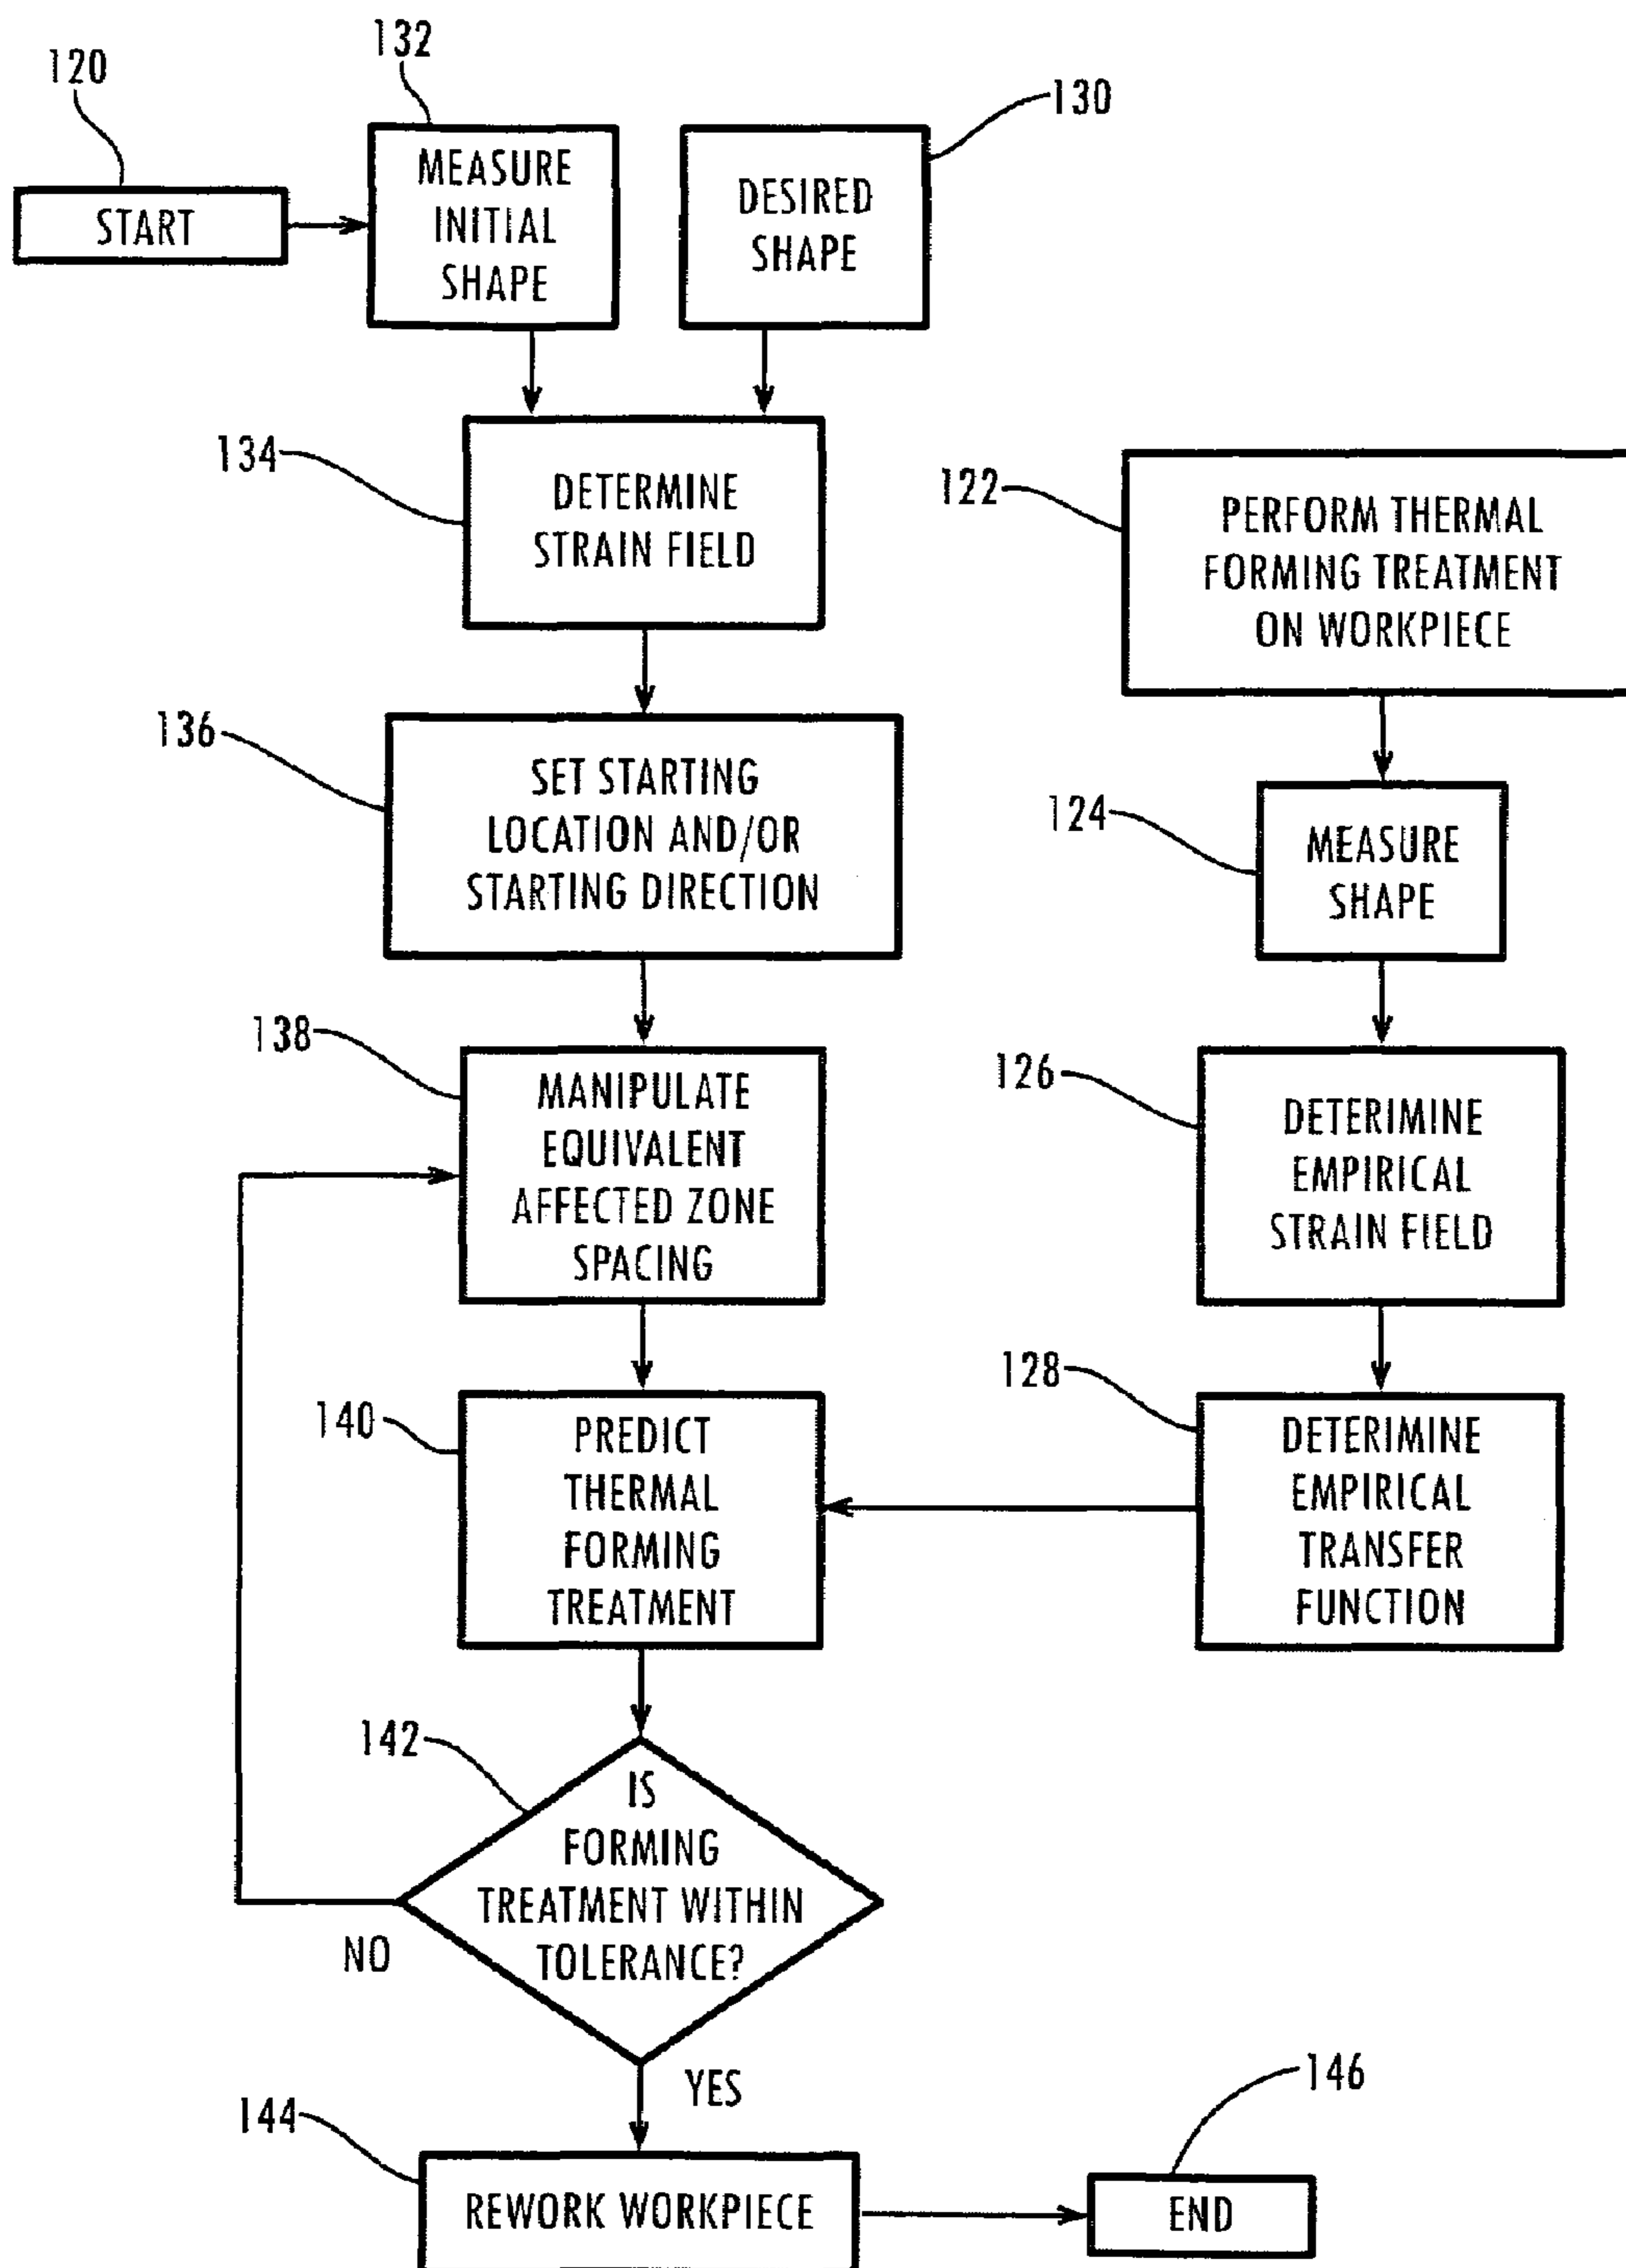 120
132
130
START
MEASURE
INITIAL
SHAPE
DESIRED
SHAPE
134
DETERMINE
STRAIN FIELD
122
PERFORM THERMAL
FORMING TREATMENT
ON WORKPIECE
136
SET STARTING
LOCATION AND/OR
STARTING DIRECTION
124
MEASURE
SHAPE
138
MANIPULATE
EQUIVALENT
AFFECTED ZONE
SPACING
126
DETERIMINE
EMPIRICAL
STRAIN FIELD
140
PREDICT
THERMAL
FORMING
TREATMENT
128
DETERIMINE
EMPIRICAL
TRANSFER
FUNCTION
142
IS
FORMING
TREATMENT WITHIN
TOLERANCE?
NO
YES
144
REWORK WORKPIECE
146
END